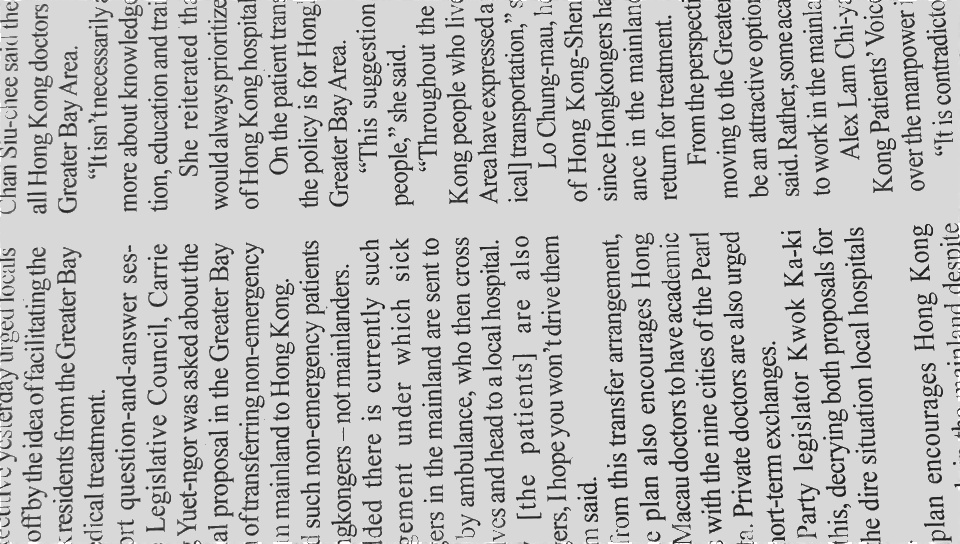 yesterday urged locals
off by the idea of facilitating the
residents from the Greater Bay
edical treatment.
ort question-and-answer ses-
Legislative Council, Carrie
Yuet-ngor was asked about the
al proposal in the Greater Bay
of transferring non-emergency
mainland to Hong Kong.
d such non-emergency patients
ngkongers – not mainlanders.
dded there is currently such
gement under which sick
gers in the mainland are sent to
by ambulance, who then cross
lves and head to a local hospital.
[the patients] are also
gers, I hope you won't drive them
m said.
from this transfer arrangement,
plan also encourages Hong
Macau doctors to have academic
with the nine cities of the Pearl
a. Private doctors are also urged
hort-term exchanges.
Party legislator Kwok Ka-ki
this, decrying both proposals for
the dire situation local hospitals
plan encourages Hong Kong
in the mainland despite
Chan Siu-chee said the
all Hong Kong doctors
Greater Bay Area.
"It isn't necessarily a
more about knowledge
tion, education and trai
She reiterated tha
would always prioritize
of Hong Kong hospital
On the patient trans
the policy is for Hong
Greater Bay Area.
"This suggestion
people," she said.
"Throughout the
Kong people who live
Area have expressed a
ical] transportation," s
Lo Chung-mau, he
of Hong Kong-Shen
since Hongkongers ha
ance in the mainland
return for treatment.
From the perspecti
moving to the Greater
be an attractive option
said. Rather, some aca
to work in the mainla
Alex Lam Chi-ya
Kong Patients' Voice
over the manpower i
"It is contradicto